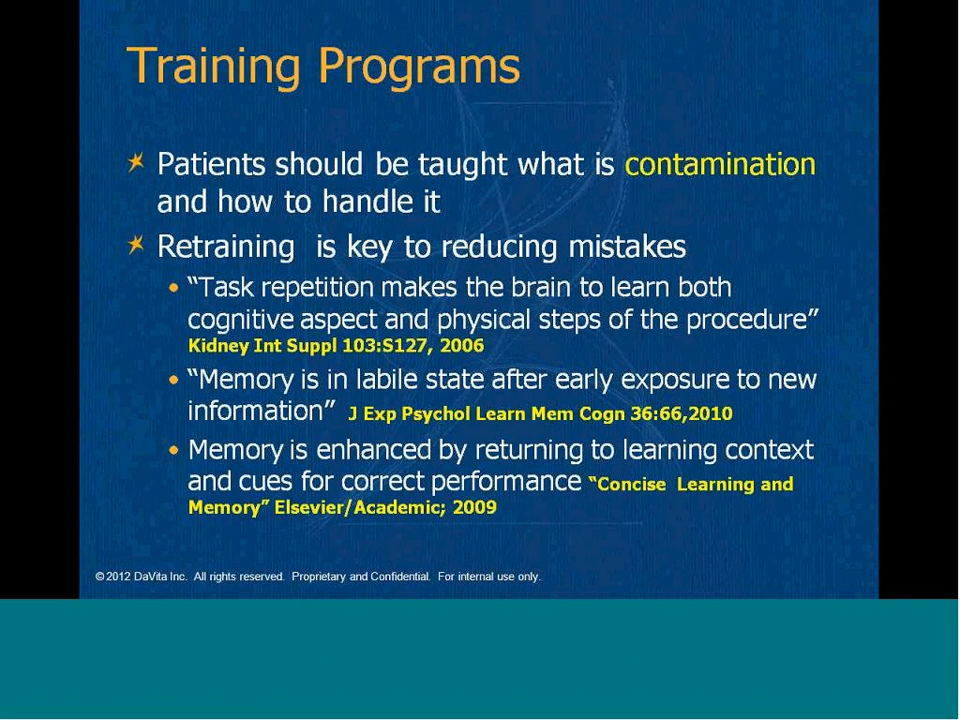 Training Programs
Patients should be taught what is contamination
and how to handle it
Retraining is key to reducing mistakes
“Task repetition makes the brain to learn both
cognitive aspect and physical steps of the procedure”
Kidney Int Suppl 103:S127, 2006
“Memory is in labile state after early exposure to new
information” J Exp Psychol Learn Mem Cogn 36:66,2010
Memory is enhanced by returning to learning context
and cues for correct performance “Concise Learning and
Memory” Elsevier/Academic; 2009
© 2012 DaVita Inc. All rights reserved. Proprietary and Confidential. For internal use only.